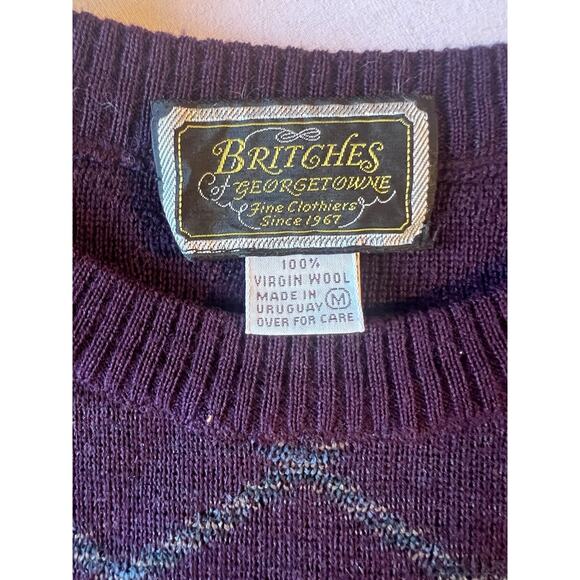 BRITCHES
of GEORGETOWNE
Fine Clothiers
Since 1967
100%
VIRGIN WOOL
MADE IN
URUGUAY M
OVER FOR CARE